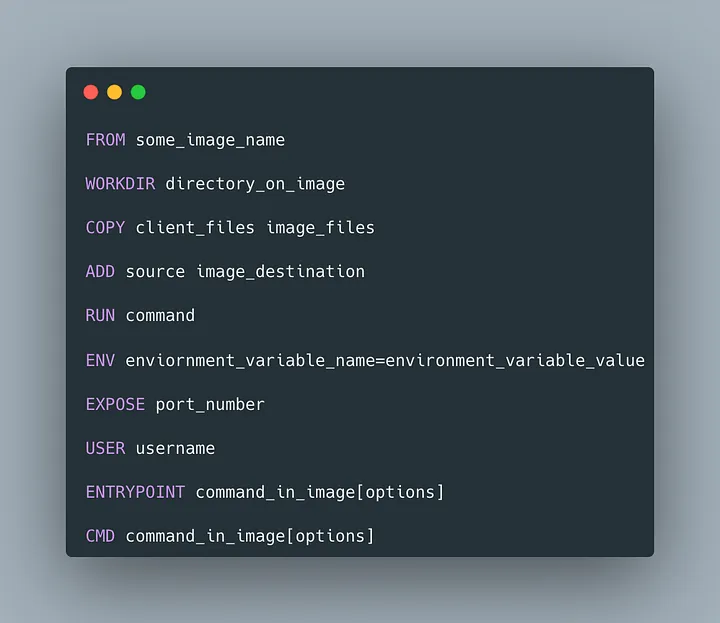 FROM some_image_name
WORKDIR directory_on_image
COPY client_files image_files
ADD source image_destination
RUN command
ENV enviornment_variable_name=environment_variable_value
EXPOSE port_number
USER username
ENTRYPOINT command_in_image[options]
CMD command_in_image[options]